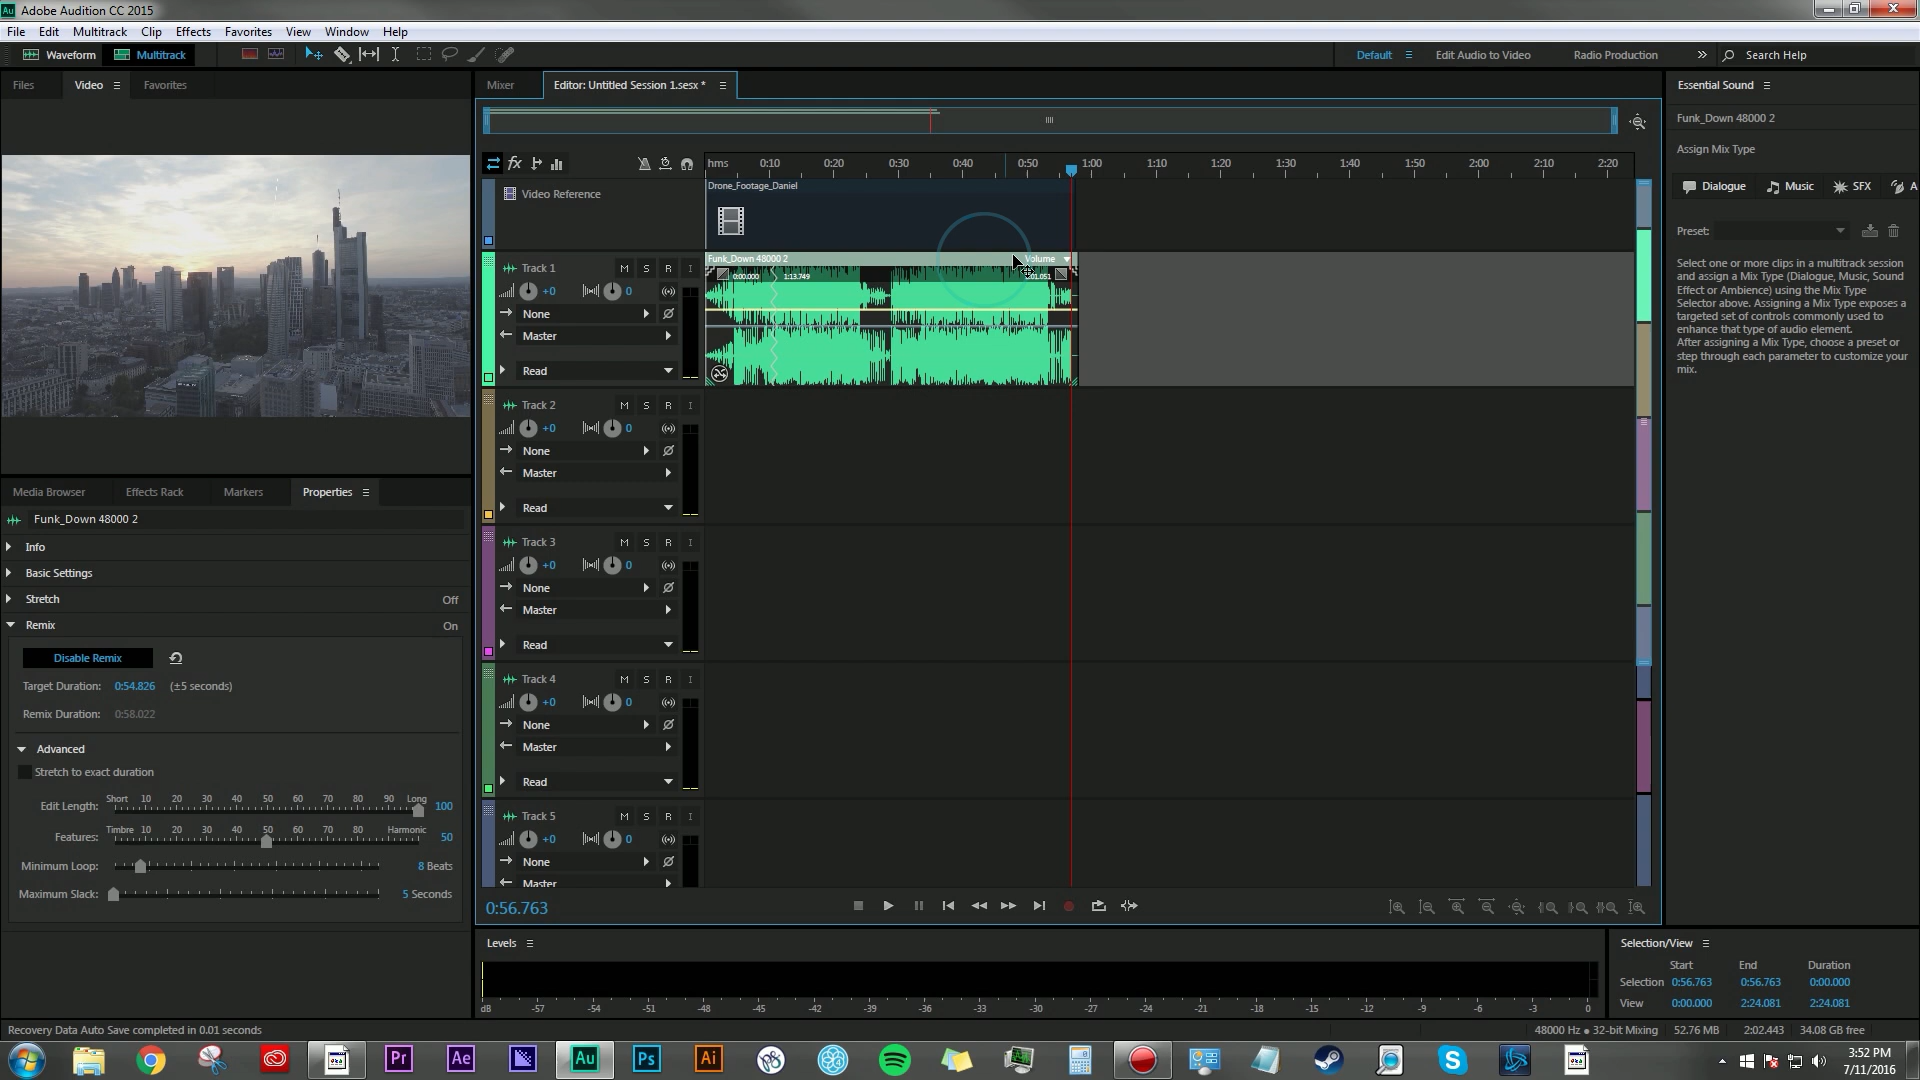 Adobe Audition CC 2015
File Edit Multitrack Clip Effects Favorites View Window Help
Waveform Multitrack Default Edit Audio to Video Radio Production Search Help
Files Video Favorites
Mixer Editor: Untitled Session 1.sesx *
Essential Sound
Funk_Down 48000 2
Assign Mix Type
Dialogue Music SFX A
Preset:
Select one or more clips in a multitrack session
and assign a Mix Type (Dialogue, Music, Sound
Effect or Ambience) using the Mix Type
Selector above. Assigning a Mix Type exposes a
targeted set of controls commonly used to
enhance that type of audio element.
After assigning a Mix Type, choose a preset or
step through each parameter to customize your
mix.
hms 0:10 0:20 0:30 0:40 0:50 1:00 1:10 1:20 1:30 1:40 1:50 2:00 2:10 2:20
Video Reference
Drone_Footage_Daniel
Funk_Down 48000 2 Volume
0:00.000 1:13.749
Track 1 M S R I
+0 0
None
Master
Read
Track 2 M S R I
+0 0
None
Master
Read
Track 3 M S R I
+0 0
None
Master
Read
Track 4 M S R I
+0 0
None
Master
Read
Track 5 M S R I
+0 0
None
Master
0:56.763
Media Browser Effects Rack Markers Properties
Funk_Down 48000 2
Info
Basic Settings
Stretch Off
Remix On
Disable Remix
Target Duration: 0:54.826 (±5 seconds)
Remix Duration: 0:58.022
Advanced
Stretch to exact duration
Short 10 20 30 40 50 60 70 80 90 Long
Edit Length: 100
Timbre 10 20 30 40 50 60 70 80 Harmonic
Features: 50
Minimum Loop: 8 Beats
Maximum Slack: 5 Seconds
Levels
dB -57 -54 -51 -48 -45 -42 -39 -36 -33 -30 -27 -24 -21 -18 -15 -12 -9 -6 -3 0
Selection/View
Start End Duration
Selection 0:56.763 0:56.763 0:00.000
View 0:00.000 2:24.081 2:24.081
Recovery Data Auto Save completed in 0.01 seconds
48000 Hz ● 32-bit Mixing 52.76 MB 2:02.443 34.08 GB free
Pr Ae Au Ps Ai
3:52 PM
7/11/2016